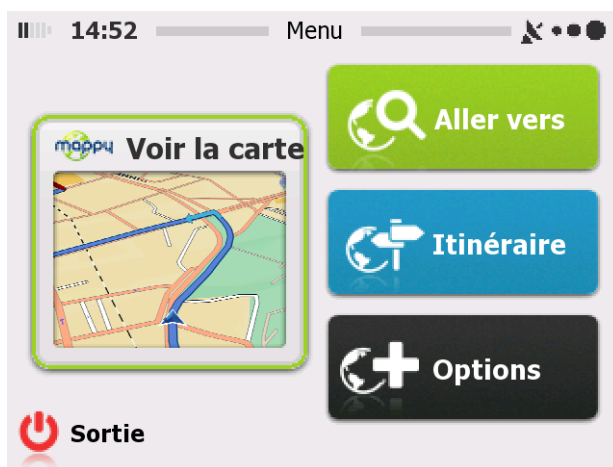 14:52 Menu
mappy Voir la carte
Aller vers
Itinéraire
Options
Sortie